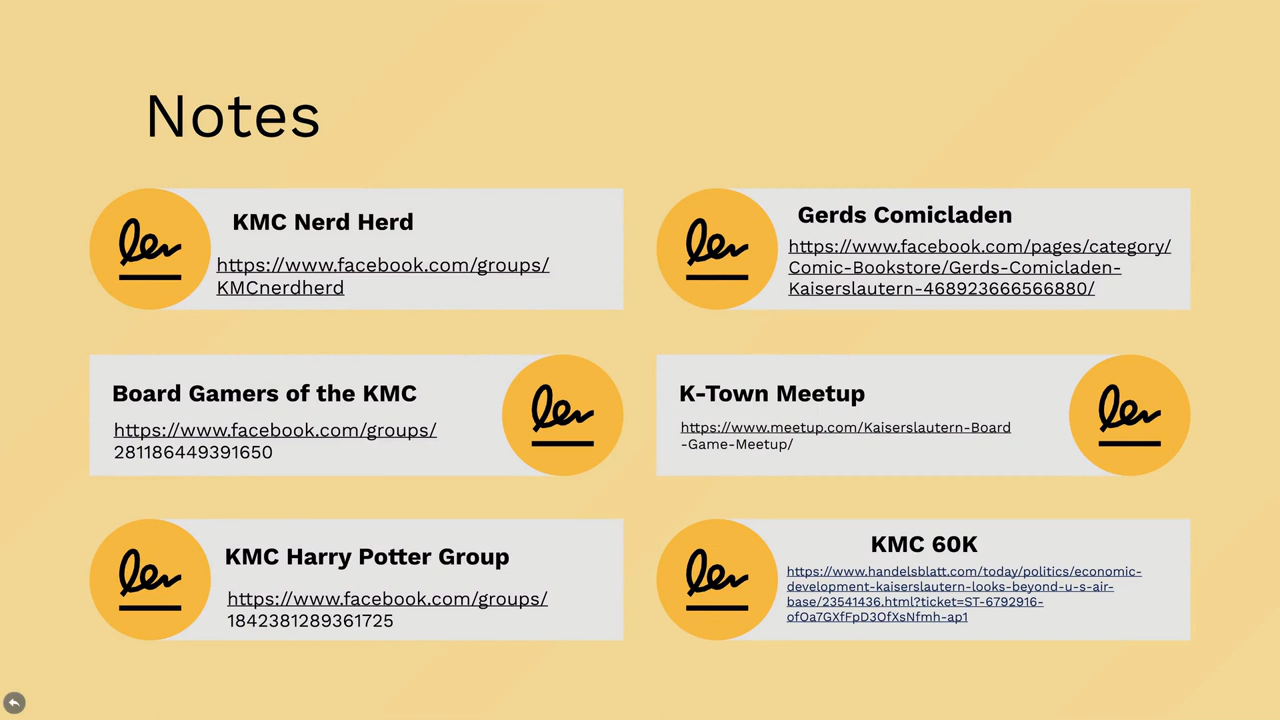 Notes
KMC Nerd Herd
https://www.facebook.com/groups/
KMCnerdherd
Gerds Comicladen
https://www.facebook.com/pages/category/
Comic-Bookstore/Gerds-Comicladen-
Kaiserslautern-468923666566880/
Board Gamers of the KMC
https://www.facebook.com/groups/
281186449391650
K-Town Meetup
https://www.meetup.com/Kaiserslautern-Board
-Game-Meetup/
KMC Harry Potter Group
https://www.facebook.com/groups/
1842381289361725
KMC 60K
https://www.handelsblatt.com/today/politics/economic-
development-kaiserslautern-looks-beyond-u-s-air-
base/23541436.html?ticket=ST-6792916-
ofOa7GXfFpD3OfXsNfmh-ap1